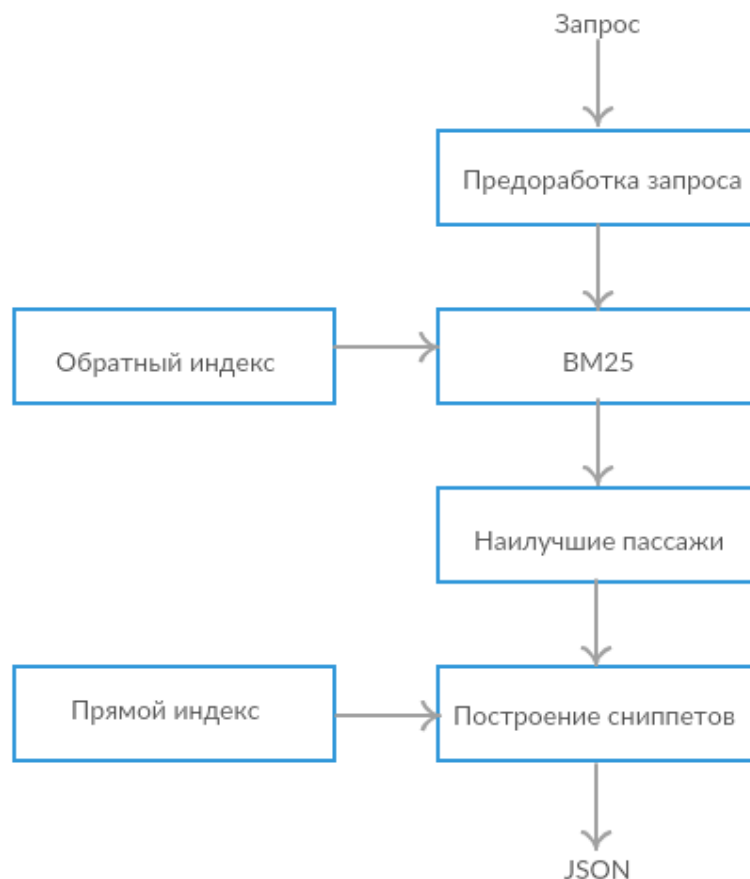 Запрос
Предоработка запроса
Обратный индекс
BM25
Наилучшие пассажи
Прямой индекс
Построение сниппетов
JSON